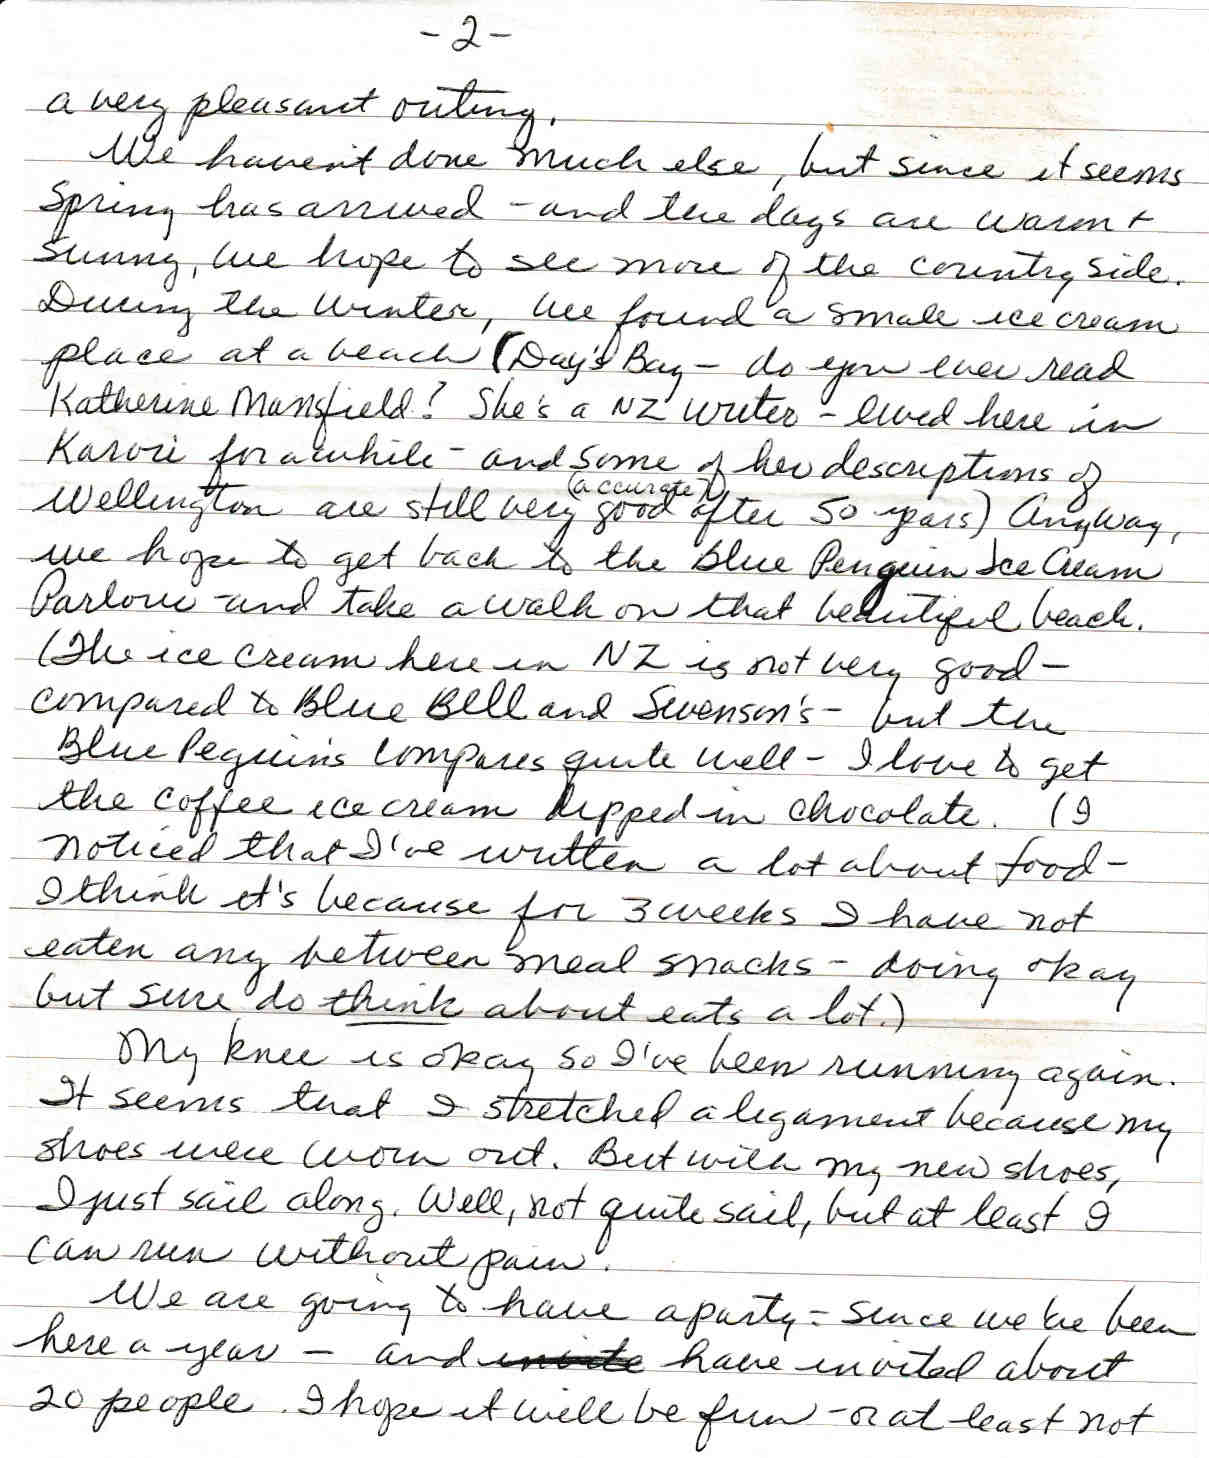 -2-
a very pleasant outing.
We haven't done much else, but since it seems
Spring has arrived - and the days are warm +
sunny, we hope to see more of the countryside.
During the winter, we found a small ice cream
place at a beach (Day's Bay - do you ever read
Katherine Mansfield? She's a NZ writer - lived here in
Karori for awhile - and some of her descriptions of
(accurate)
Wellington are still very good after 50 years) Anyway,
we hope to get back to the Blue Penguin Ice Cream
Parlour and take a walk on that beautiful beach.
(The ice cream here in NZ is not very good -
compared to Blue Bell and Swenson's - but the
Blue Peguin's compares quite well - I love to get
the coffee ice cream dipped in chocolate. (I
noticed that I've written a lot about food -
I think it's because for 3 weeks I have not
eaten any between meal snacks - doing okay
but sure do think about eats a lot.)
My knee is okay so I've been running again.
It seems that I stretched a ligament because my
shoes were worn out. But with my new shoes,
I just sail along. Well, not quite sail, but at least I
can run without pain.
We are going to have a party - since we've been
here a year - and invite have invited about
20 people. I hope it will be fun - or at least not